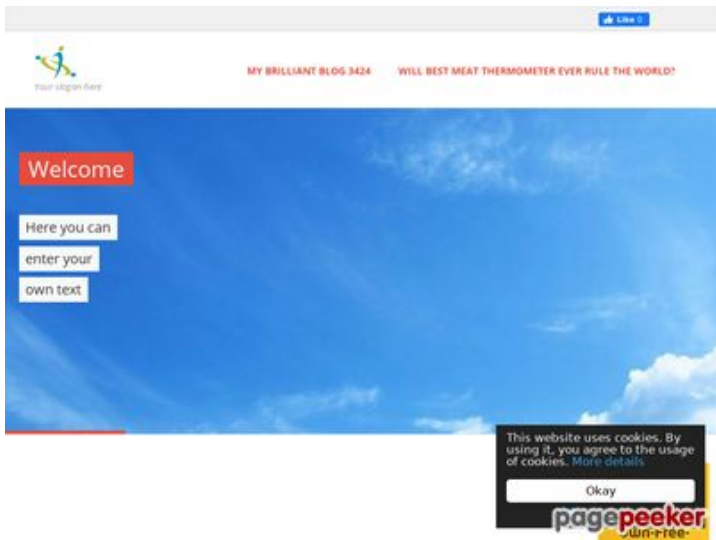 Like 0
Your slogan here
MY BRILLIANT BLOG 3424
WILL BEST MEAT THERMOMETER EVER RULE THE WORLD?
Welcome
Here you can
enter your
own text
This website uses cookies. By
using it, you agree to the usage
of cookies. More details
Okay
pagepeeker
Own-Free-